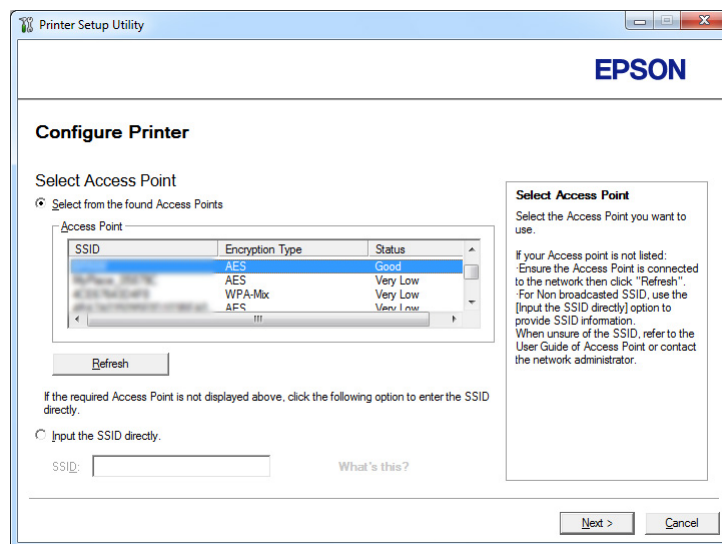 Printer Setup Utility
EPSON
Configure Printer
Select Access Point
Select from the found Access Points
Access Point
SSID Encryption Type Status
AES Good
AES Very Low
WPA-Mix Very Low
AES Very Low
Refresh
If the required Access Point is not displayed above, click the following option to enter the SSID
directly.
Input the SSID directly.
SSID:
What's this?
Select Access Point
Select the Access Point you want to
use.
If your Access point is not listed:
·Ensure the Access Point is connected
to the network then click "Refresh".
·For Non broadcasted SSID, use the
[Input the SSID directly] option to
provide SSID information.
When unsure of the SSID, refer to the
User Guide of Access Point or contact
the network administrator.
Next >
Cancel